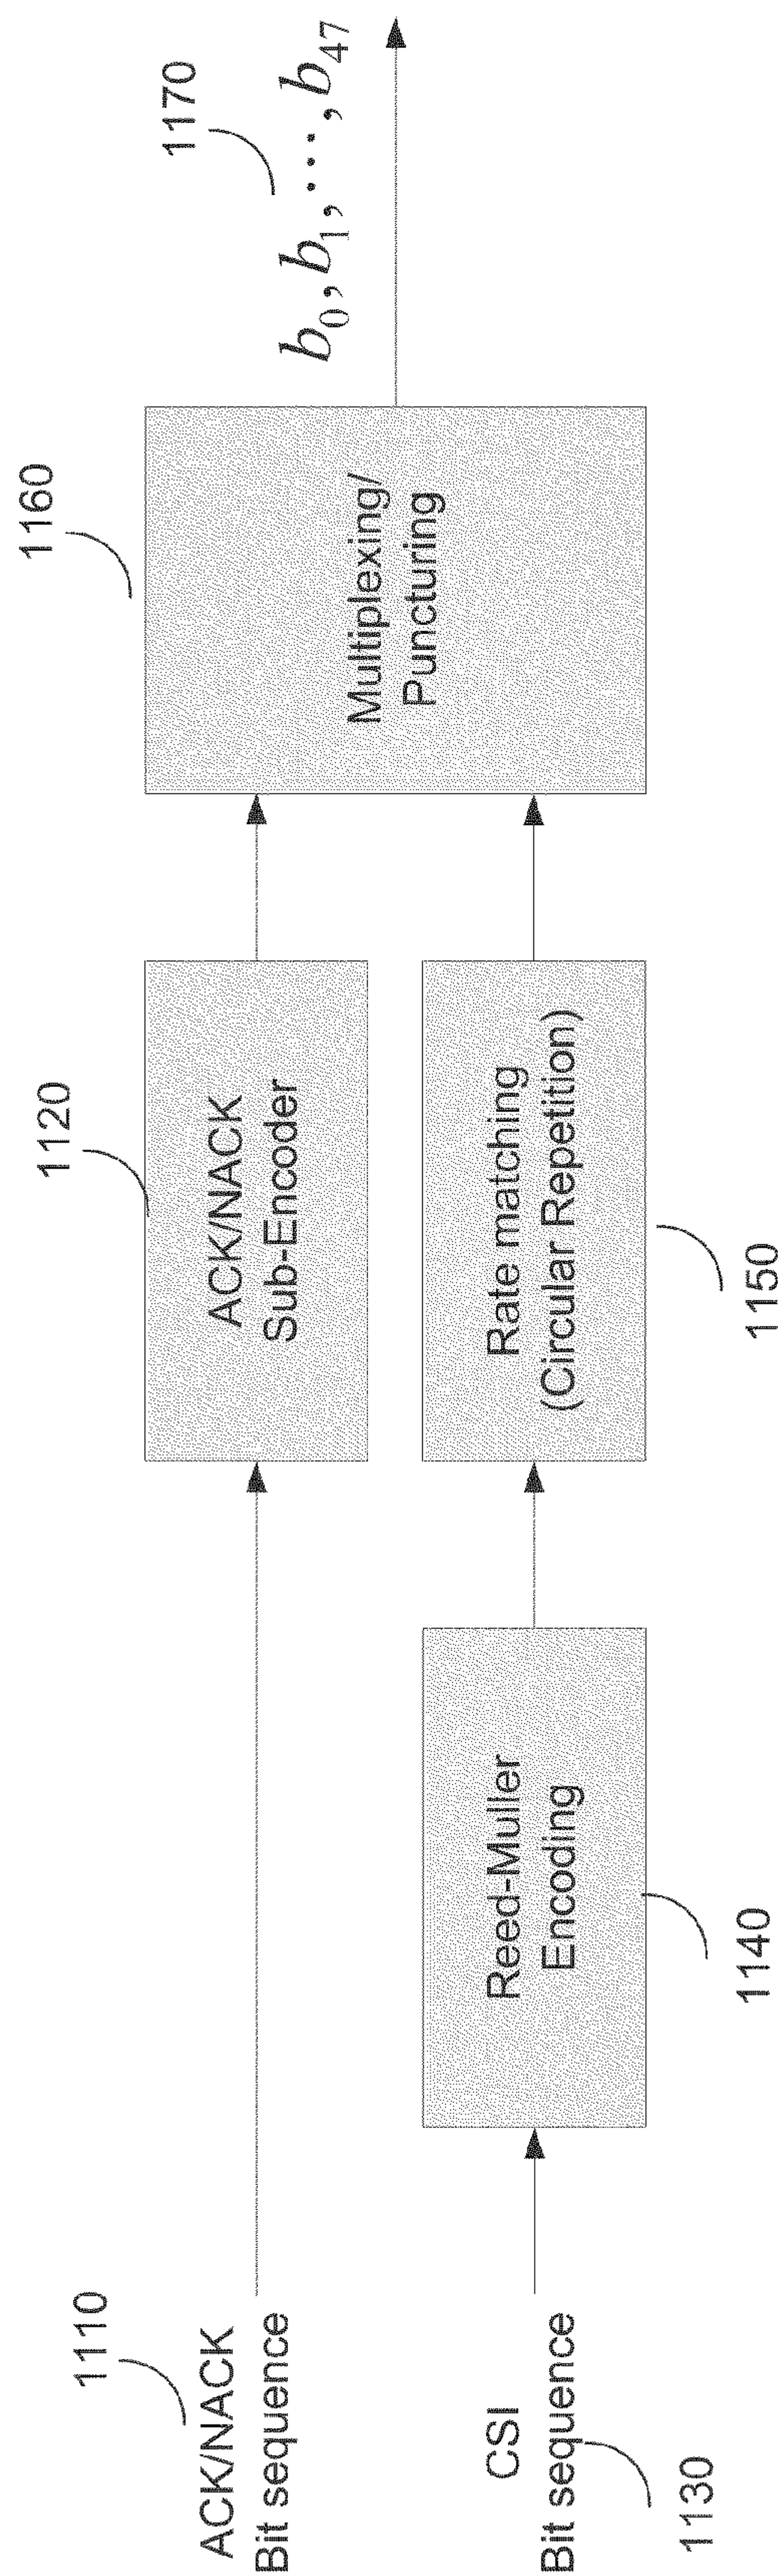 1110
ACK/NACK
Bit sequence
1120
ACK/NACK
Sub-Encoder
1160
Multiplexing/
Puncturing
1170
b₀, b₁, ⋯, b₄₇
CSI
Bit sequence
1130
Reed-Muller
Encoding
1140
Rate matching
(Circular Repetition)
1150